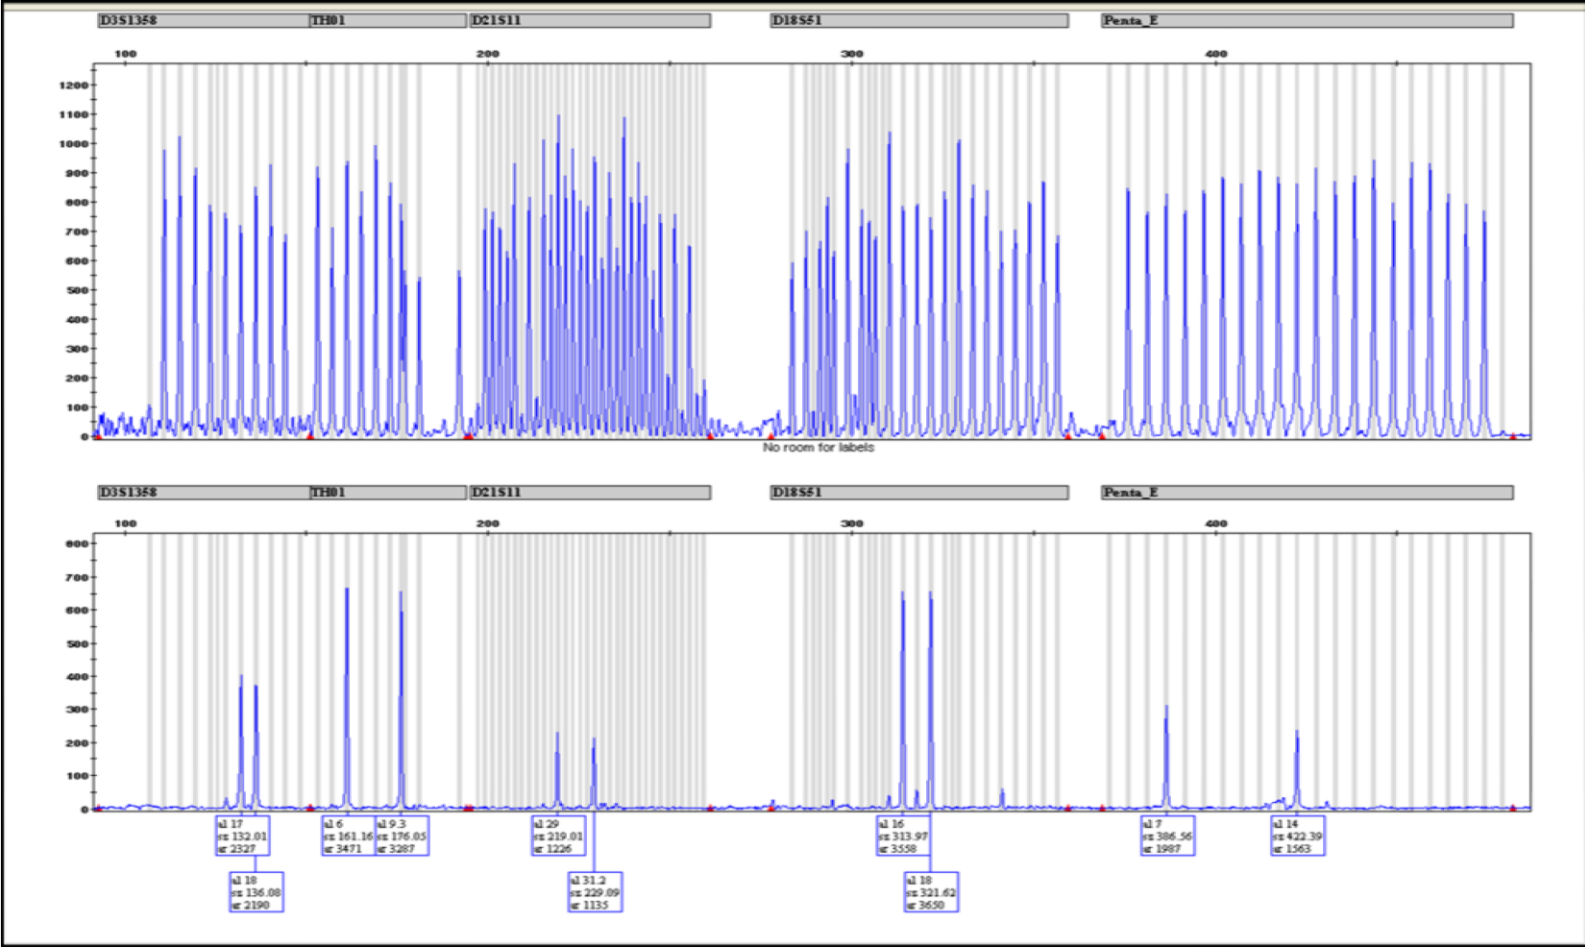 D3S1358 TH01 D21S11 D18S51 Penta_E
100 200 300 400
1200
1100
1000
900
800
700
600
500
400
300
200
100
0
No room for labels
D3S1358 TH01 D21S11 D18S51 Penta_E
100 200 300 400
800
700
600
500
400
300
200
100
0
al 17 al 6 al 9.3 al 29 al 16 al 7 al 14
sz 132.01 sz 161.16 sz 176.05 sz 219.01 sz 313.97 sz 386.56 sz 422.39
ar 2327 ar 3471 ar 3287 ar 1226 ar 3558 ar 1987 ar 1563
al 18 al 31.2 al 18
sz 136.08 sz 229.09 sz 321.62
ar 2190 ar 1135 ar 3650